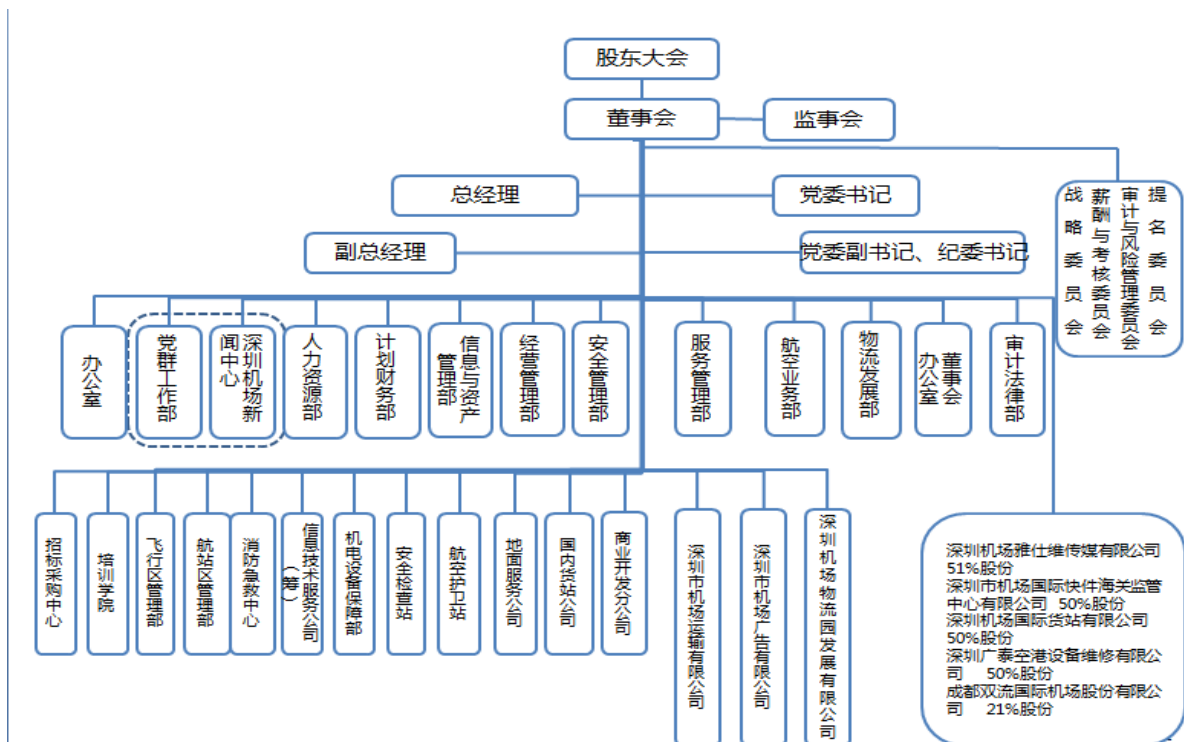 股东大会
董事会
监事会
总经理
党委书记
副总经理
党委副书记、纪委书记
提名委员会
审计与风险管理委员会
薪酬与考核委员会
战略委员会
办公室
党群工作部
深圳机场新
闻中心
人力资源部
计划财务部
信息与资产
管理部
经营管理部
安全管理部
服务管理部
航空业务部
物流发展部
董事会
办公室
审计法律部
招标采购中心
培训学院
飞行区管理部
航站区管理部
消防急救中心
信息技术服务公司
（筹）
机电设备保障部
安全检查站
航空护卫站
地面服务公司
国内货站公司
商业开发分公司
深圳市机场运输有限公司
深圳市机场广告有限公司
深圳机场物流园发展有限公司
深圳机场雅仕维传媒有限公司
51%股份
深圳市机场国际快件海关监管
中心有限公司 50%股份
深圳机场国际货站有限公司
50%股份
深圳广泰空港设备维修有限公
司 50%股份
成都双流国际机场股份有限公
司 21%股份